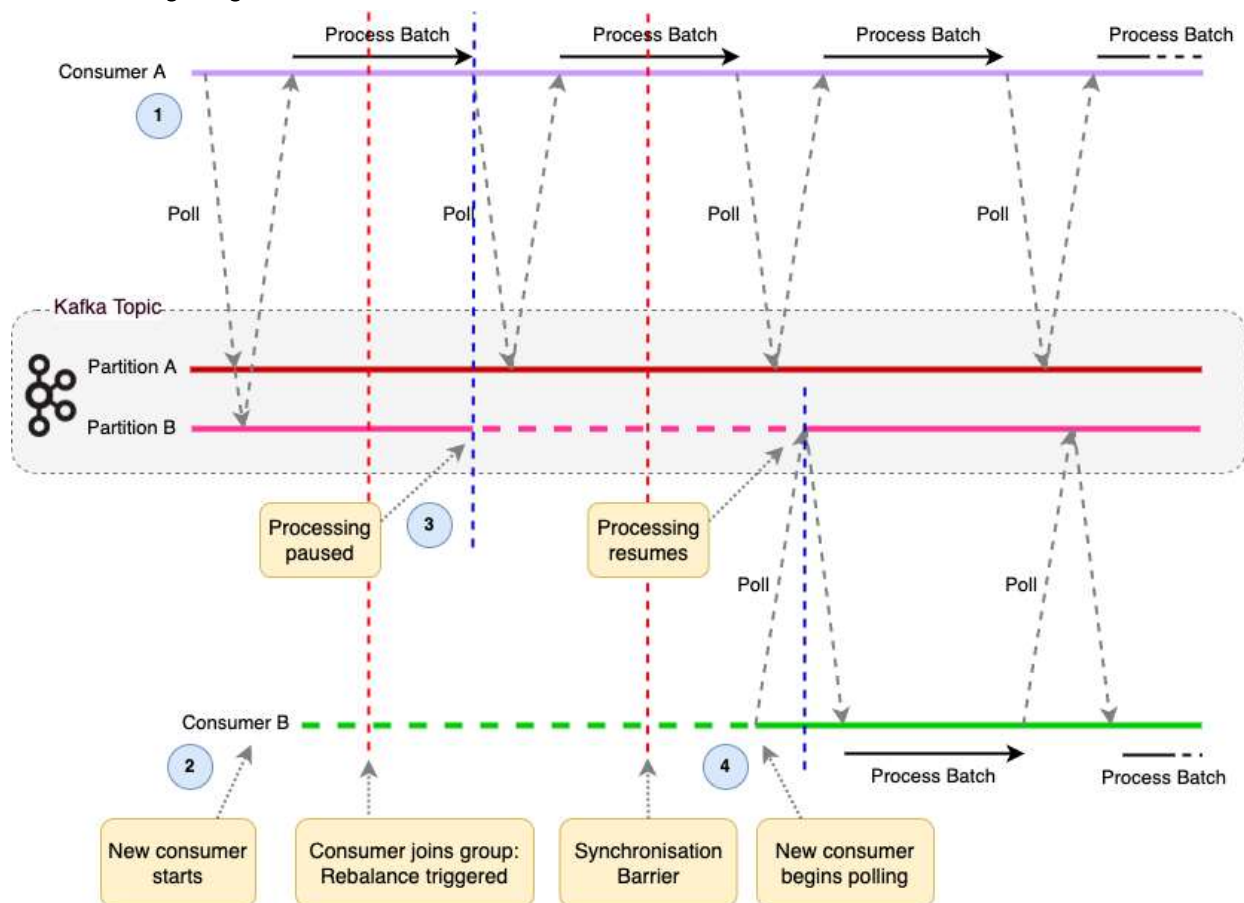 Process Batch
Process Batch
Process Batch
Process Batch
Consumer A
1
Poll
Poll
Poll
Poll
Kafka Topic
Partition A
Partition B
Processing
paused
3
Processing
resumes
Poll
Poll
Consumer B
2
4
Process Batch
Process Batch
New consumer
starts
Consumer joins group:
Rebalance triggered
Synchronisation
Barrier
New consumer
begins polling